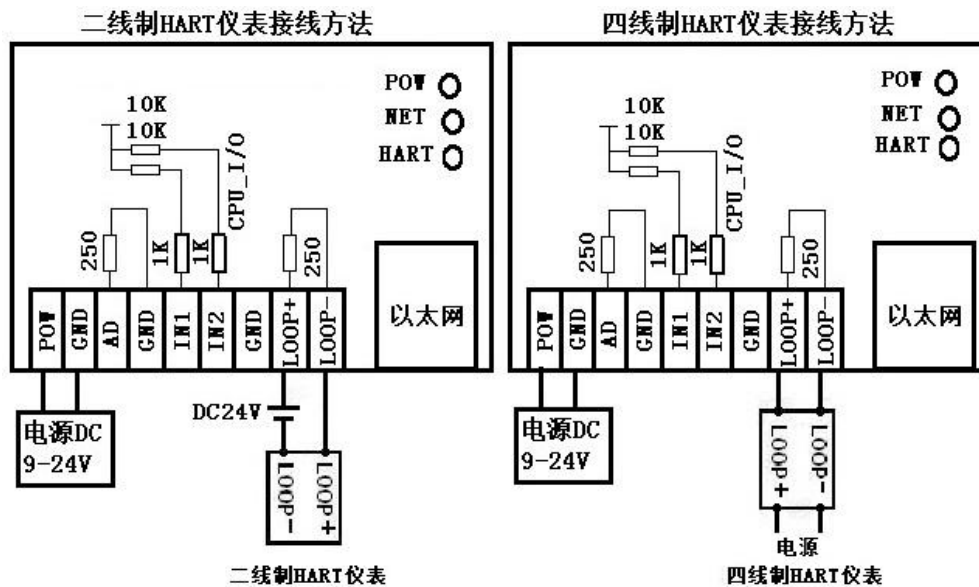 二线制HART仪表接线方法
POW
NET
HART
10K
10K
CPU_I/O
250
1K
1K
250
POW
GND
AD
GND
IN1
IN2
GND
LOOP+
LOOP-
以太网
DC24V
电源DC
9-24V
LOOP-
LOOP+
二线制HART仪表
四线制HART仪表接线方法
POW
NET
HART
10K
10K
CPU_I/O
250
1K
1K
250
POW
GND
AD
GND
IN1
IN2
GND
LOOP+
LOOP-
以太网
电源DC
9-24V
LOOP+
LOOP-
电源
四线制HART仪表